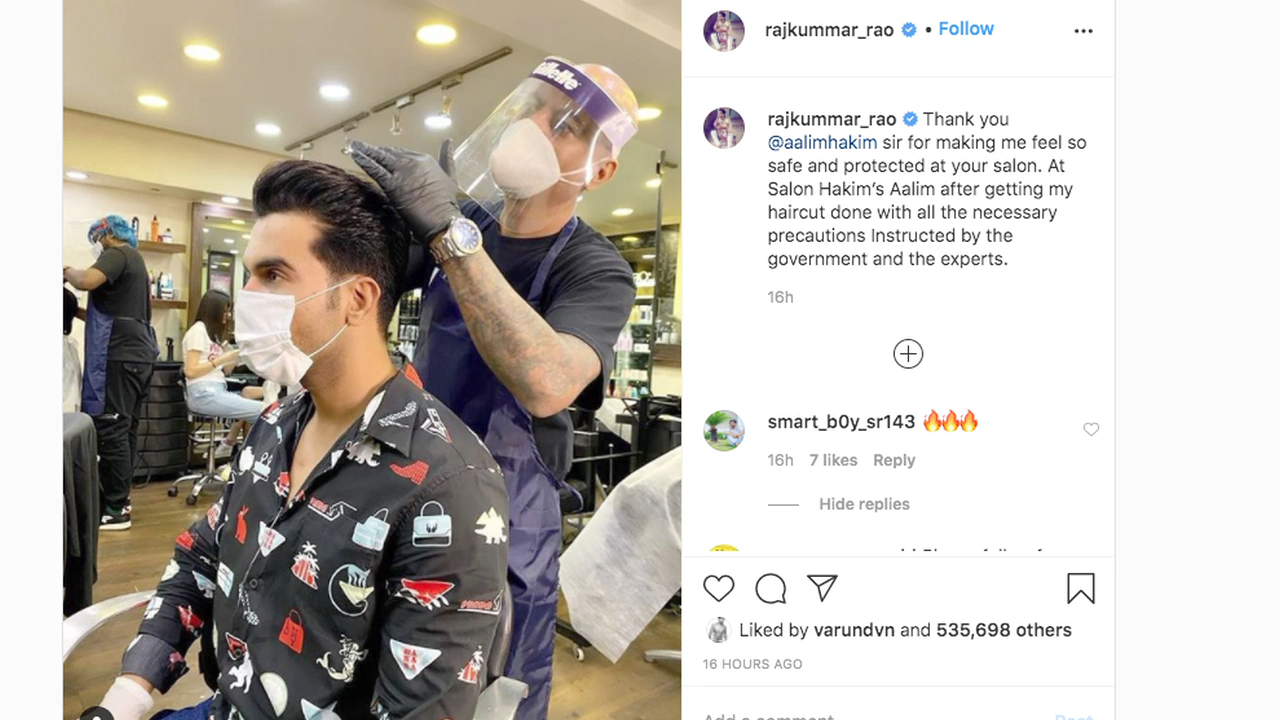 Gillette
rajkummar_rao • Follow
rajkummar_rao Thank you
@aalimhakim sir for making me feel so
safe and protected at your salon. At
Salon Hakim's Aalim after getting my
haircut done with all the necessary
precautions Instructed by the
government and the experts.
16h
smart_b0y_sr143 🔥🔥🔥
16h 7 likes Reply
Hide replies
Liked by varundvn and 535,698 others
16 HOURS AGO
Add a comment
Post